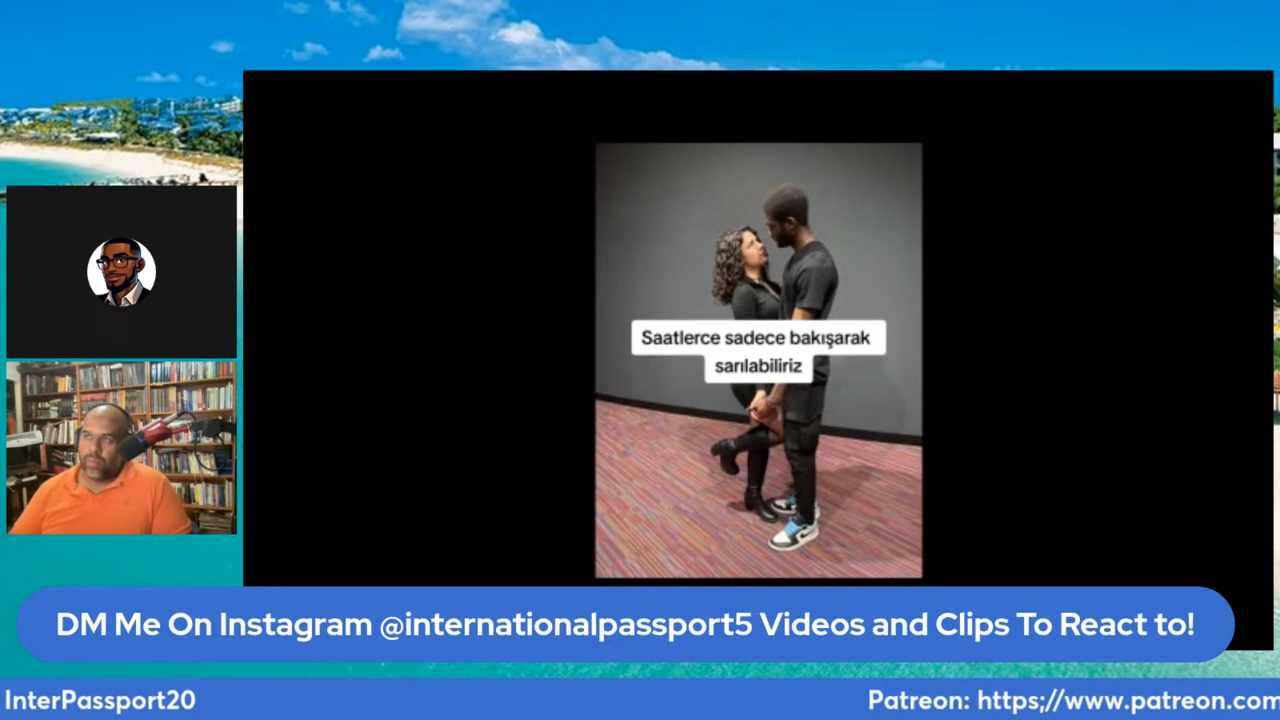 Saatlerce sadece bakışarak
sarılabiliriz
DM Me On Instagram @internationalpassport5 Videos and Clips To React to!
InterPassport20
Patreon: https;//www.patreon.com